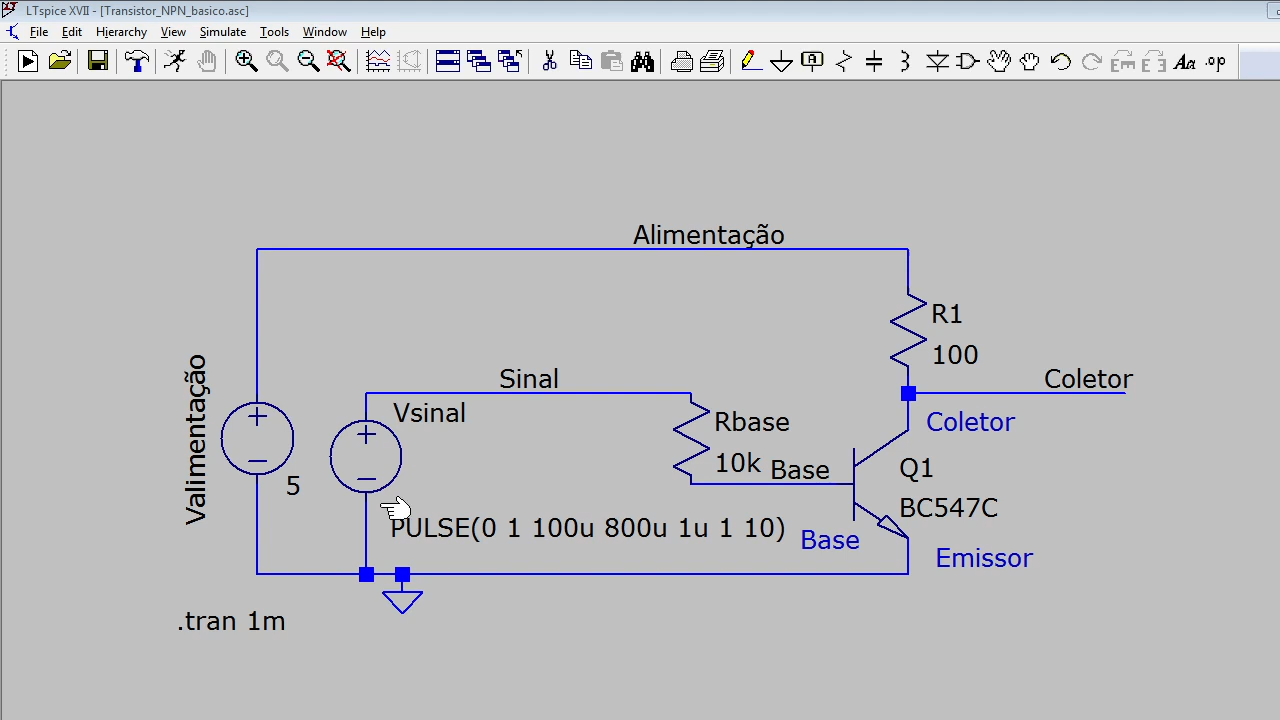 LTspice XVII - [Transistor_NPN_basico.asc]
File Edit Hierarchy View Simulate Tools Window Help
Aa .op
Alimentação
R1
100
Valimentação
5
Sinal
Vsinal
Coletor
Coletor
Rbase
10k
Base
Q1
BC547C
PULSE(0 1 100u 800u 1u 1 10)
Base
Emissor
.tran 1m